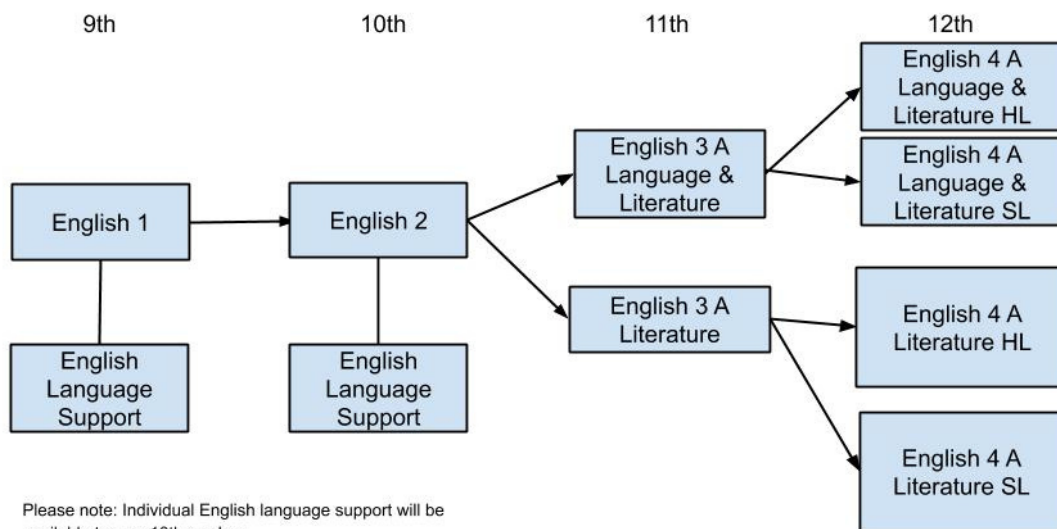 9th
10th
11th
12th
English 1
English
Language
Support
English 2
English
Language
Support
English 3 A
Language &
Literature
English 3 A
Literature
English 4 A
Language &
Literature HL
English 4 A
Language &
Literature SL
English 4 A
Literature HL
English 4 A
Literature SL
Please note: Individual English language support will be